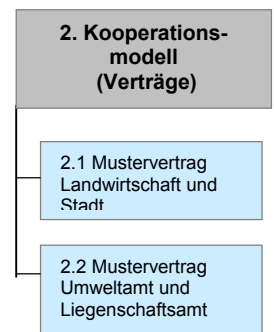 2. Kooperations-
modell
(Verträge)
2.1 Mustervertrag
Landwirtschaft und
Stadt
2.2 Mustervertrag
Umweltamt und
Liegenschaftsamt